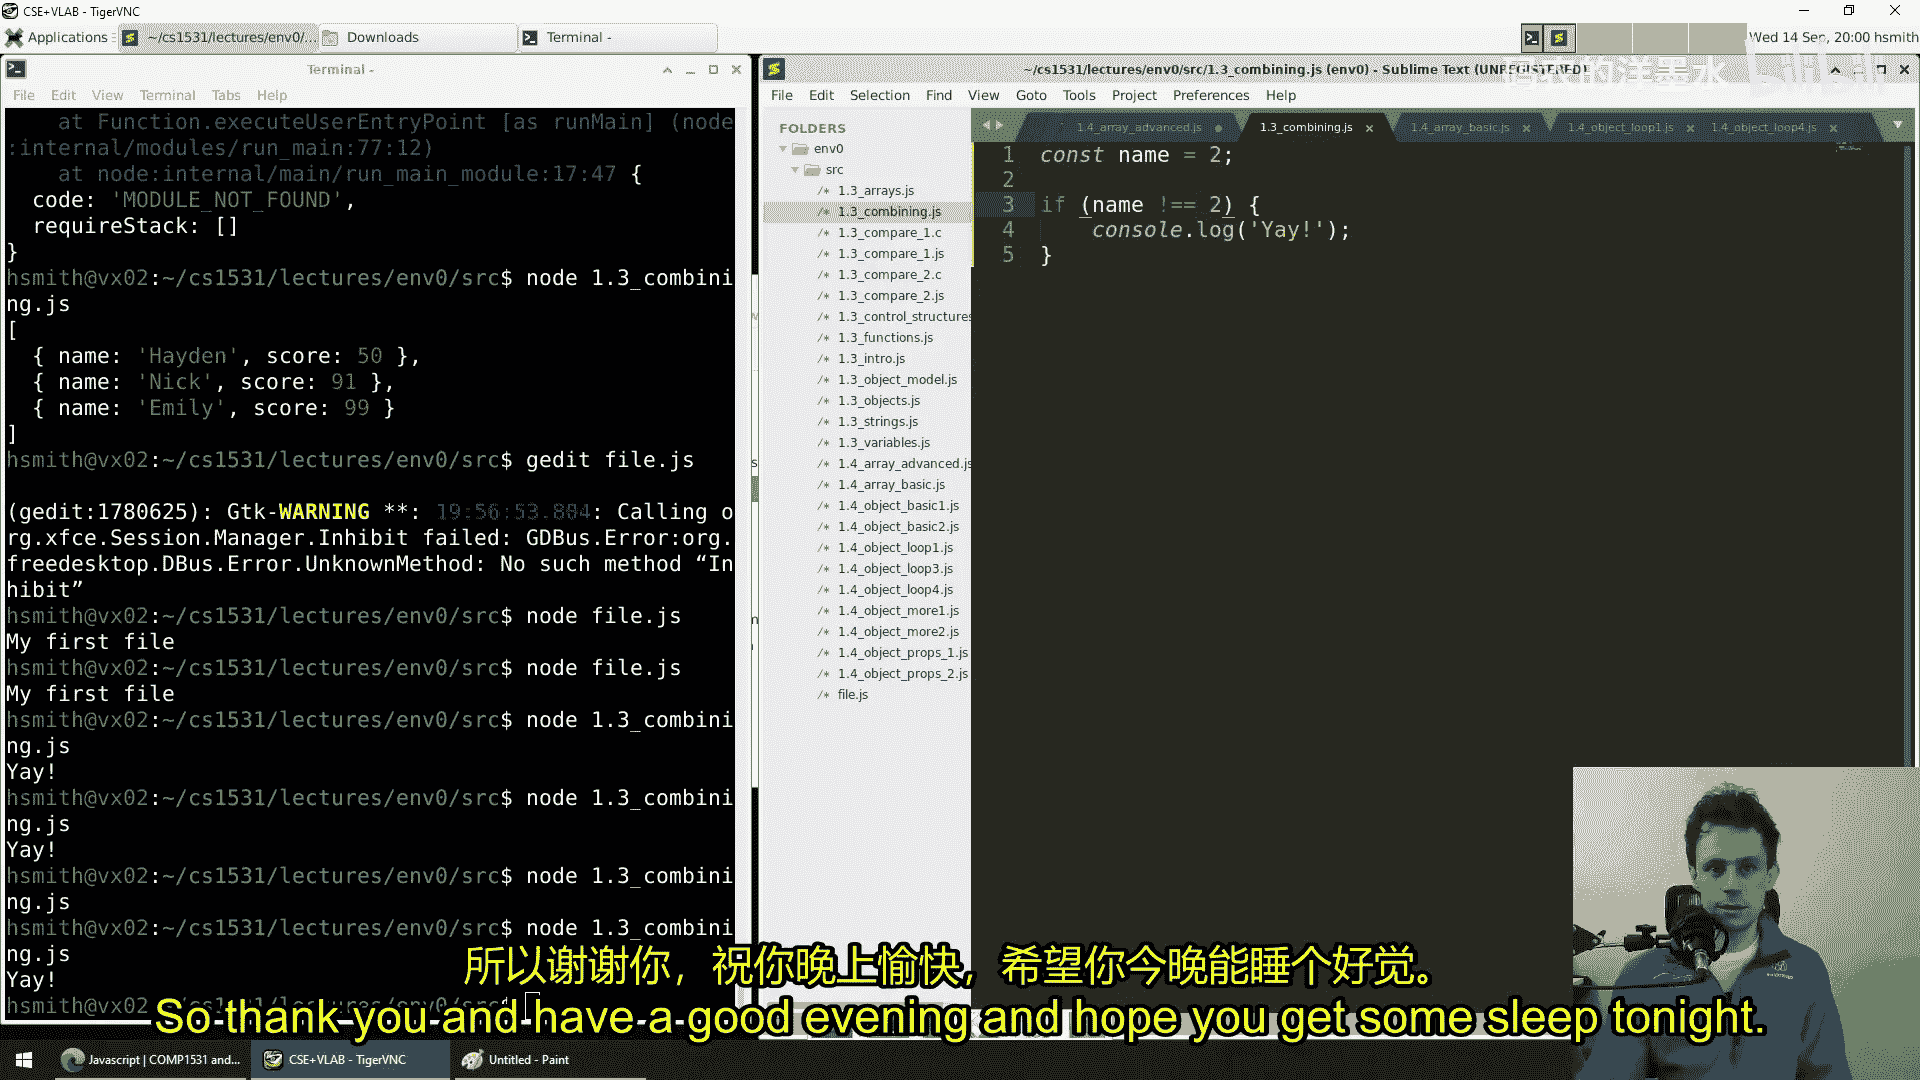 CSE+VLAB - TigerVNC
Applications
~/cs1531/lectures/env0/...
Downloads
Terminal -
Wed 14 Sep, 20:00 hsmith
Terminal -
File Edit View Terminal Tabs Help
at Function.executeUserEntryPoint [as runMain] (node
:internal/modules/run_main:77:12)
at node:internal/main/run_main_module:17:47 {
code: 'MODULE_NOT_FOUND',
requireStack: []
}
hsmith@vx02:~/cs1531/lectures/env0/src$ node 1.3_combini
ng.js
[
{ name: 'Hayden', score: 50 },
{ name: 'Nick', score: 91 },
{ name: 'Emily', score: 99 }
]
hsmith@vx02:~/cs1531/lectures/env0/src$ gedit file.js
(gedit:1780625): Gtk-WARNING **: 19:56:53.804: Calling o
rg.xfce.Session.Manager.Inhibit failed: GDBus.Error:org.
freedesktop.DBus.Error.UnknownMethod: No such method “In
hibit”
hsmith@vx02:~/cs1531/lectures/env0/src$ node file.js
My first file
hsmith@vx02:~/cs1531/lectures/env0/src$ node file.js
My first file
hsmith@vx02:~/cs1531/lectures/env0/src$ node 1.3_combini
ng.js
Yay!
hsmith@vx02:~/cs1531/lectures/env0/src$ node 1.3_combini
ng.js
Yay!
hsmith@vx02:~/cs1531/lectures/env0/src$ node 1.3_combini
ng.js
hsmith@vx02:~/cs1531/lectures/env0/src$ node 1.3_combini
ng.js
Yay!
hsmith@vx02:~/cs1531/lectures/env0/src$
~/cs1531/lectures/env0/src/1.3_combining.js (env0) - Sublime Text (UNREGISTERED)
的洋墨水 bilibili
File Edit Selection Find View Goto Tools Project Preferences Help
FOLDERS
env0
src
/* 1.3_arrays.js
/* 1.3_combining.js
/* 1.3_compare_1.c
/* 1.3_compare_1.js
/* 1.3_compare_2.c
/* 1.3_compare_2.js
/* 1.3_control_structures
/* 1.3_functions.js
/* 1.3_intro.js
/* 1.3_object_model.js
/* 1.3_objects.js
/* 1.3_strings.js
/* 1.3_variables.js
/* 1.4_array_advanced.js
/* 1.4_array_basic.js
/* 1.4_object_basic1.js
/* 1.4_object_basic2.js
/* 1.4_object_loop1.js
/* 1.4_object_loop3.js
/* 1.4_object_loop4.js
/* 1.4_object_more1.js
/* 1.4_object_more2.js
/* 1.4_object_props_1.js
/* 1.4_object_props_2.js
/* file.js
1.4_array_advanced.js
1.3_combining.js
1.4_array_basic.js
1.4_object_loop1.js
1.4_object_loop4.js
1 const name = 2;
2
3 if (name !== 2) {
4 console.log('Yay!');
5 }
所以谢谢你，祝你晚上愉快，希望你今晚能睡个好觉。
So thank you and have a good evening and hope you get some sleep tonight.
Javascript | COMP1531 and...
CSE+VLAB - TigerVNC
Untitled - Paint